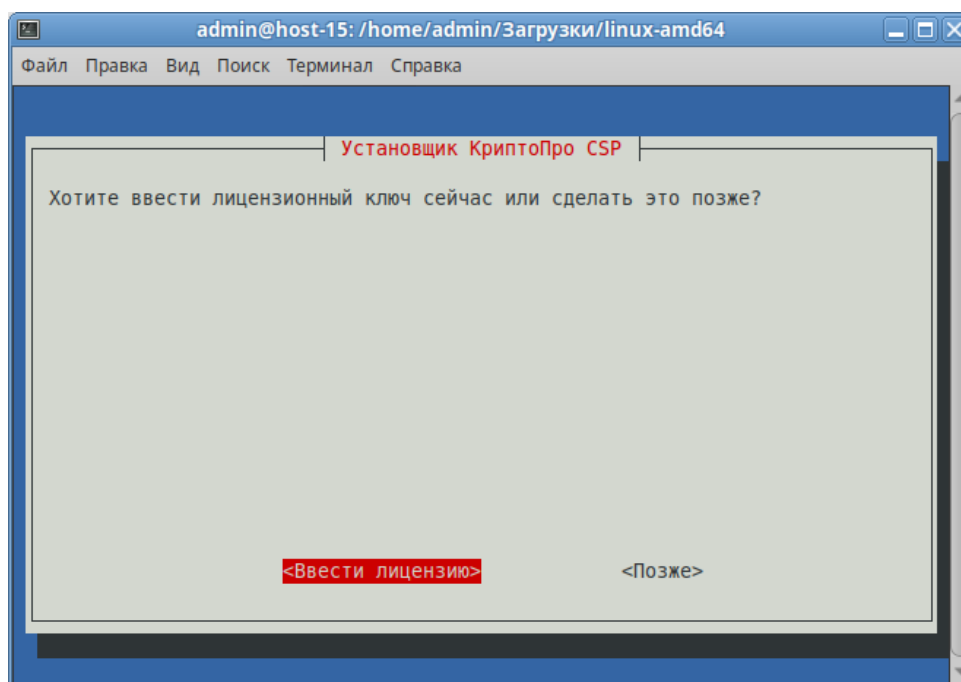 admin@host-15: /home/admin/Загрузки/linux-amd64
Файл Правка Вид Поиск Терминал Справка
Установщик КриптоПро CSP
Хотите ввести лицензионный ключ сейчас или сделать это позже?
<Ввести лицензию> <Позже>